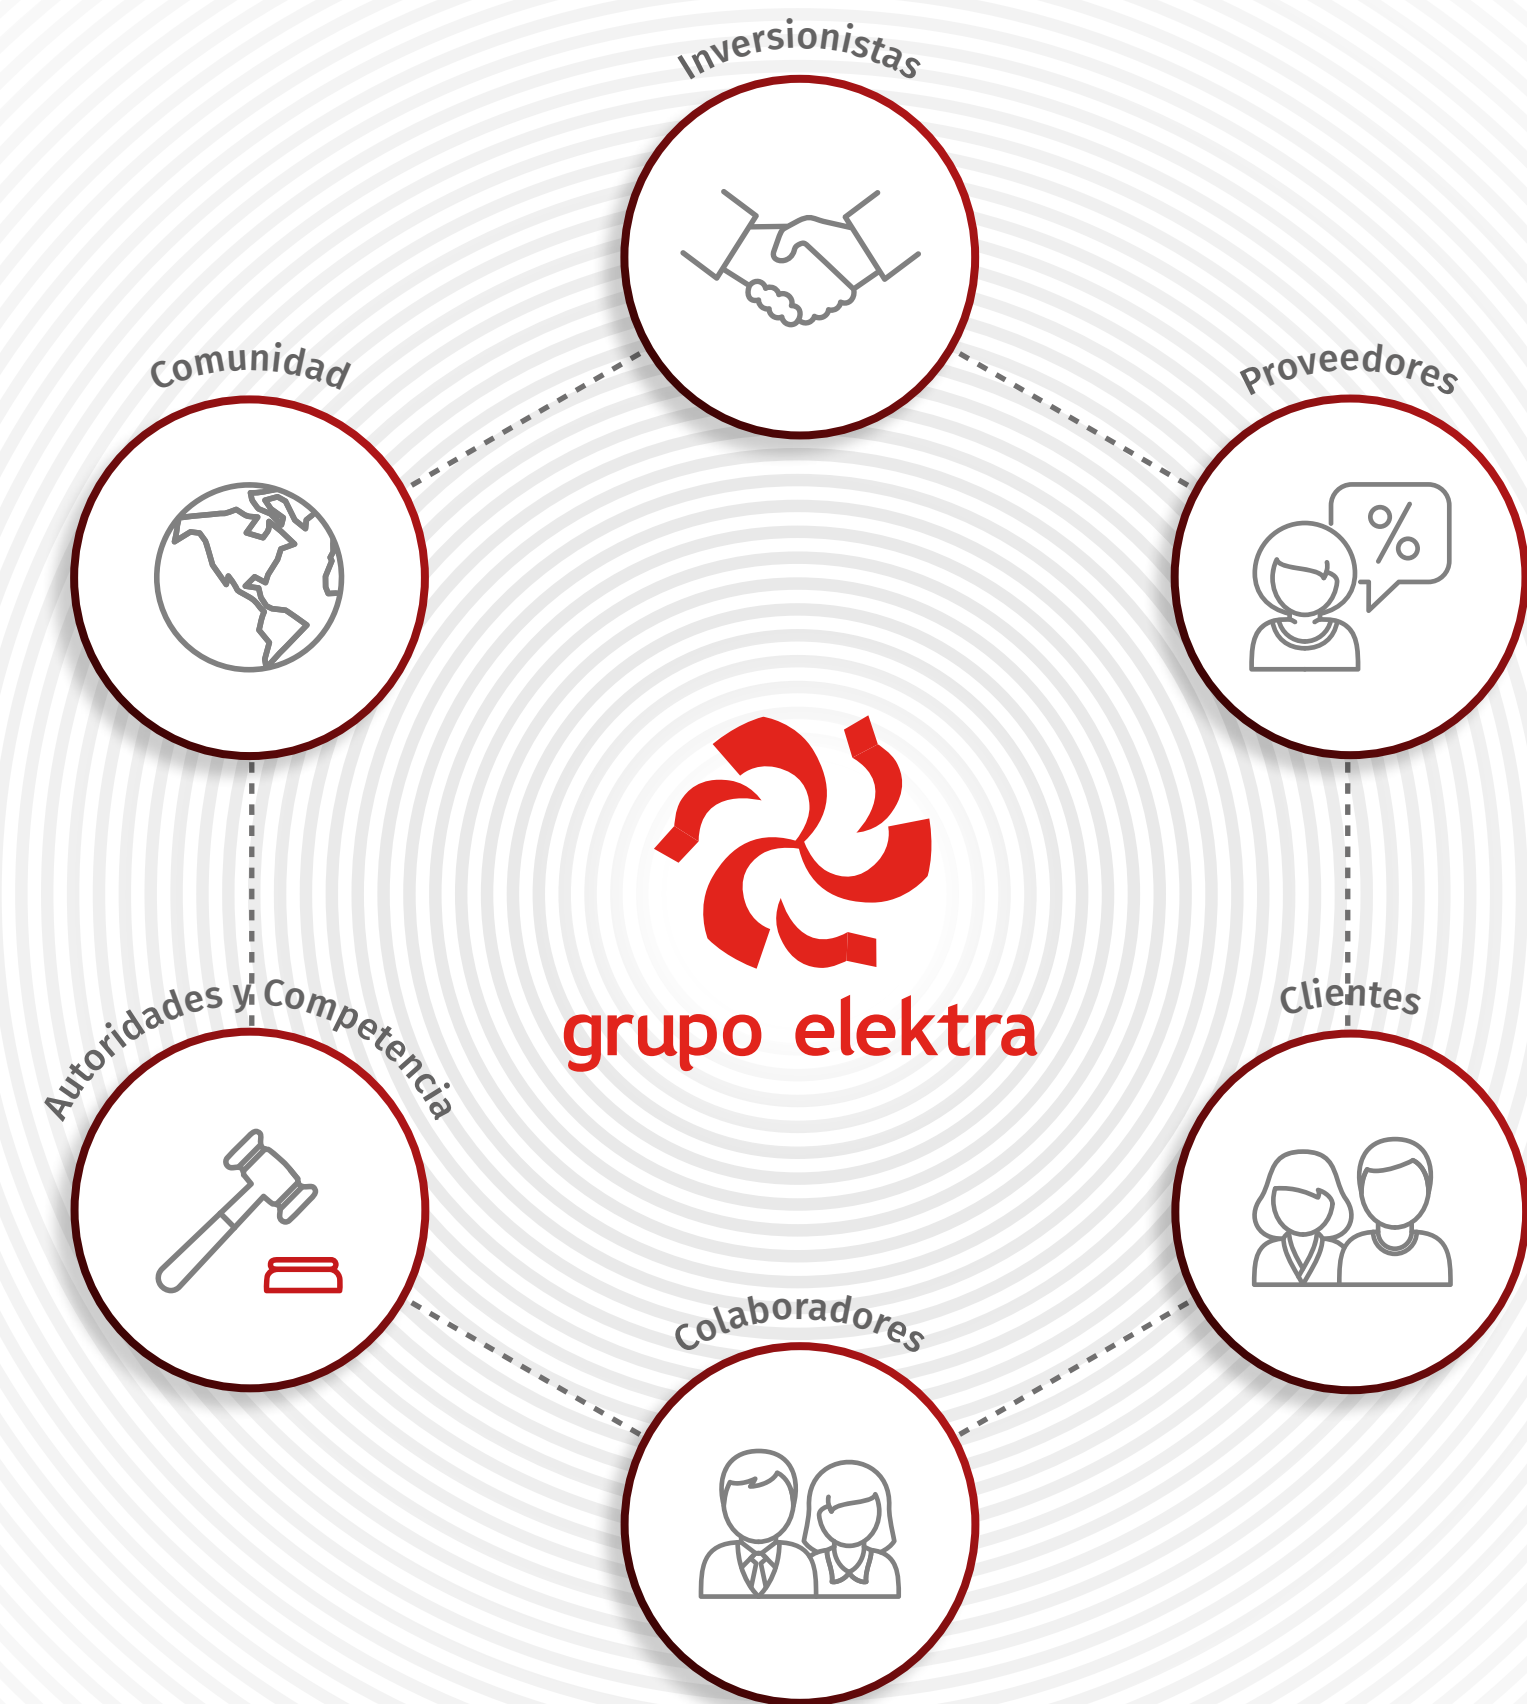 Inversionistas
Comunidad
Proveedores
grupo elektra
Autoridades y Competencia
Clientes
Colaboradores